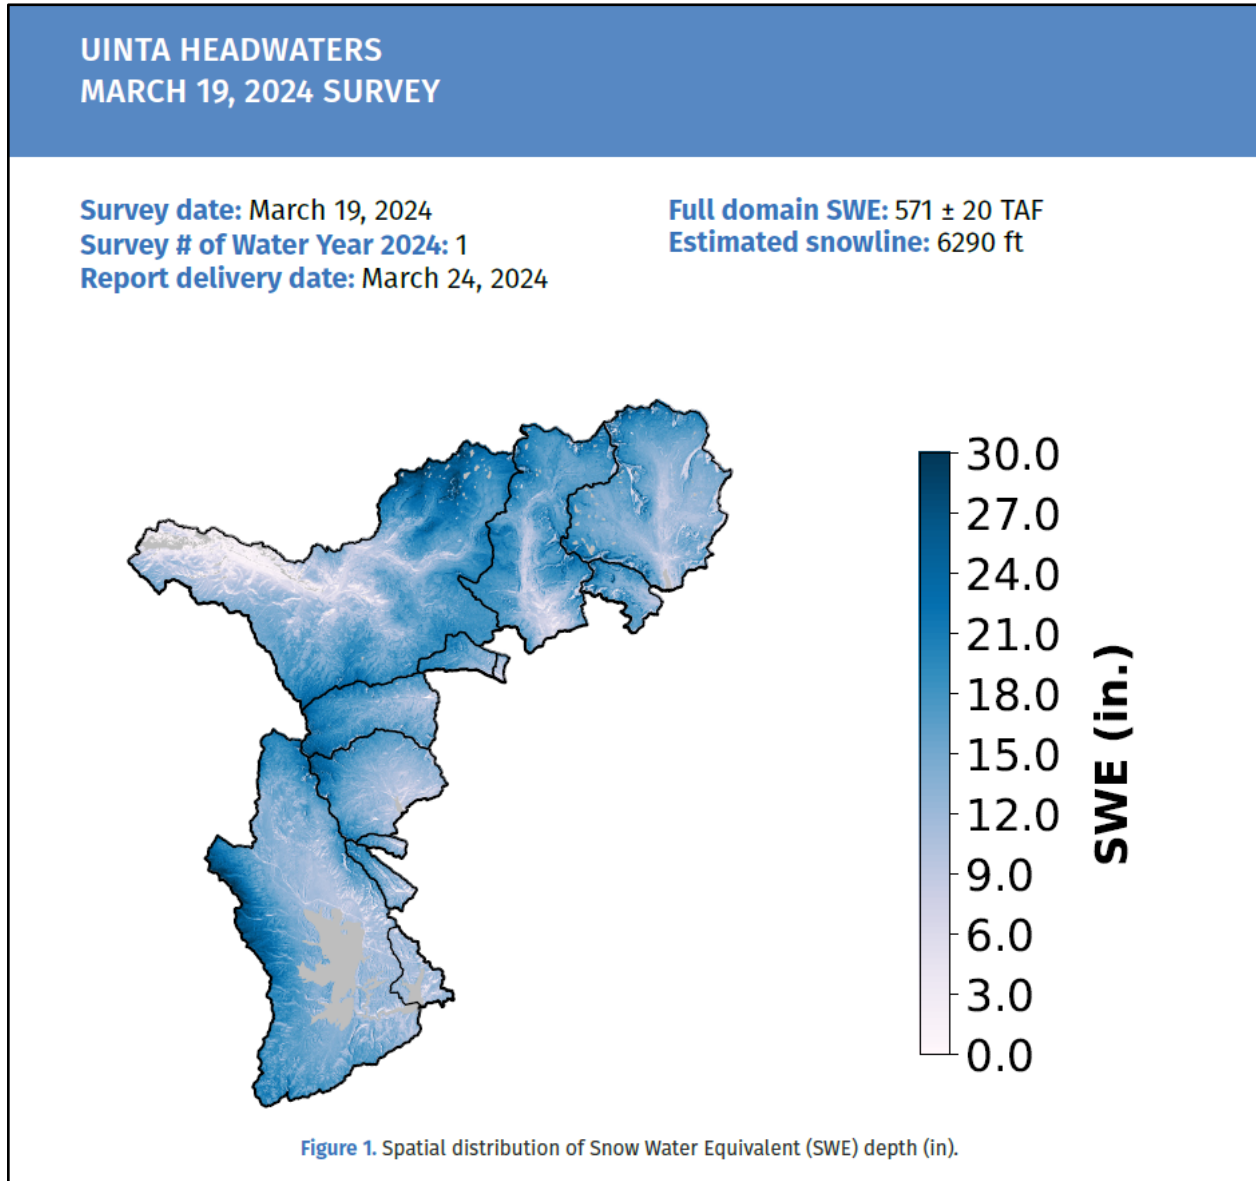 UINTA HEADWATERS
MARCH 19, 2024 SURVEY
Survey date: March 19, 2024
Survey # of Water Year 2024: 1
Report delivery date: March 24, 2024
Full domain SWE: 571 ± 20 TAF
Estimated snowline: 6290 ft
30.0
27.0
24.0
21.0
18.0
15.0
12.0
9.0
6.0
3.0
0.0
SWE (in.)
Figure 1. Spatial distribution of Snow Water Equivalent (SWE) depth (in).